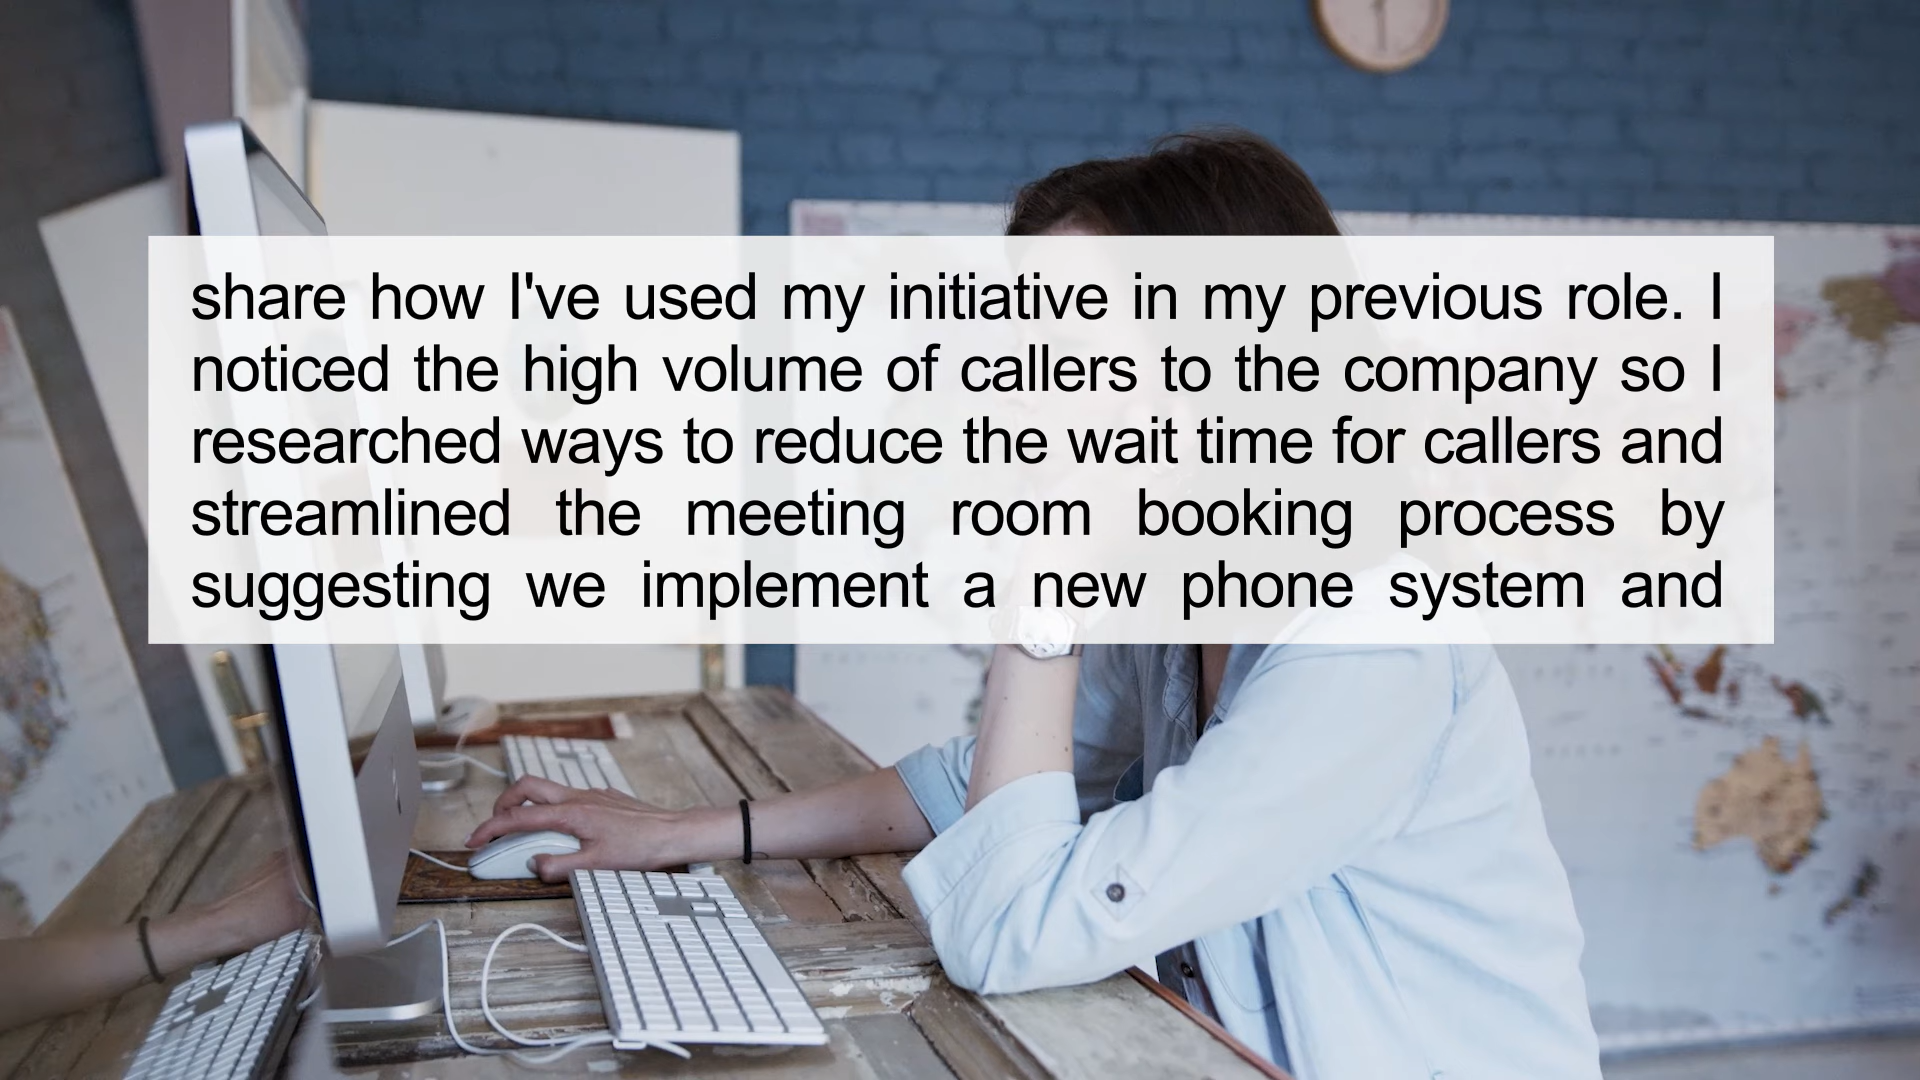 share how I've used my initiative in my previous role. I
noticed the high volume of callers to the company so I
researched ways to reduce the wait time for callers and
streamlined the meeting room booking process by
suggesting we implement a new phone system and